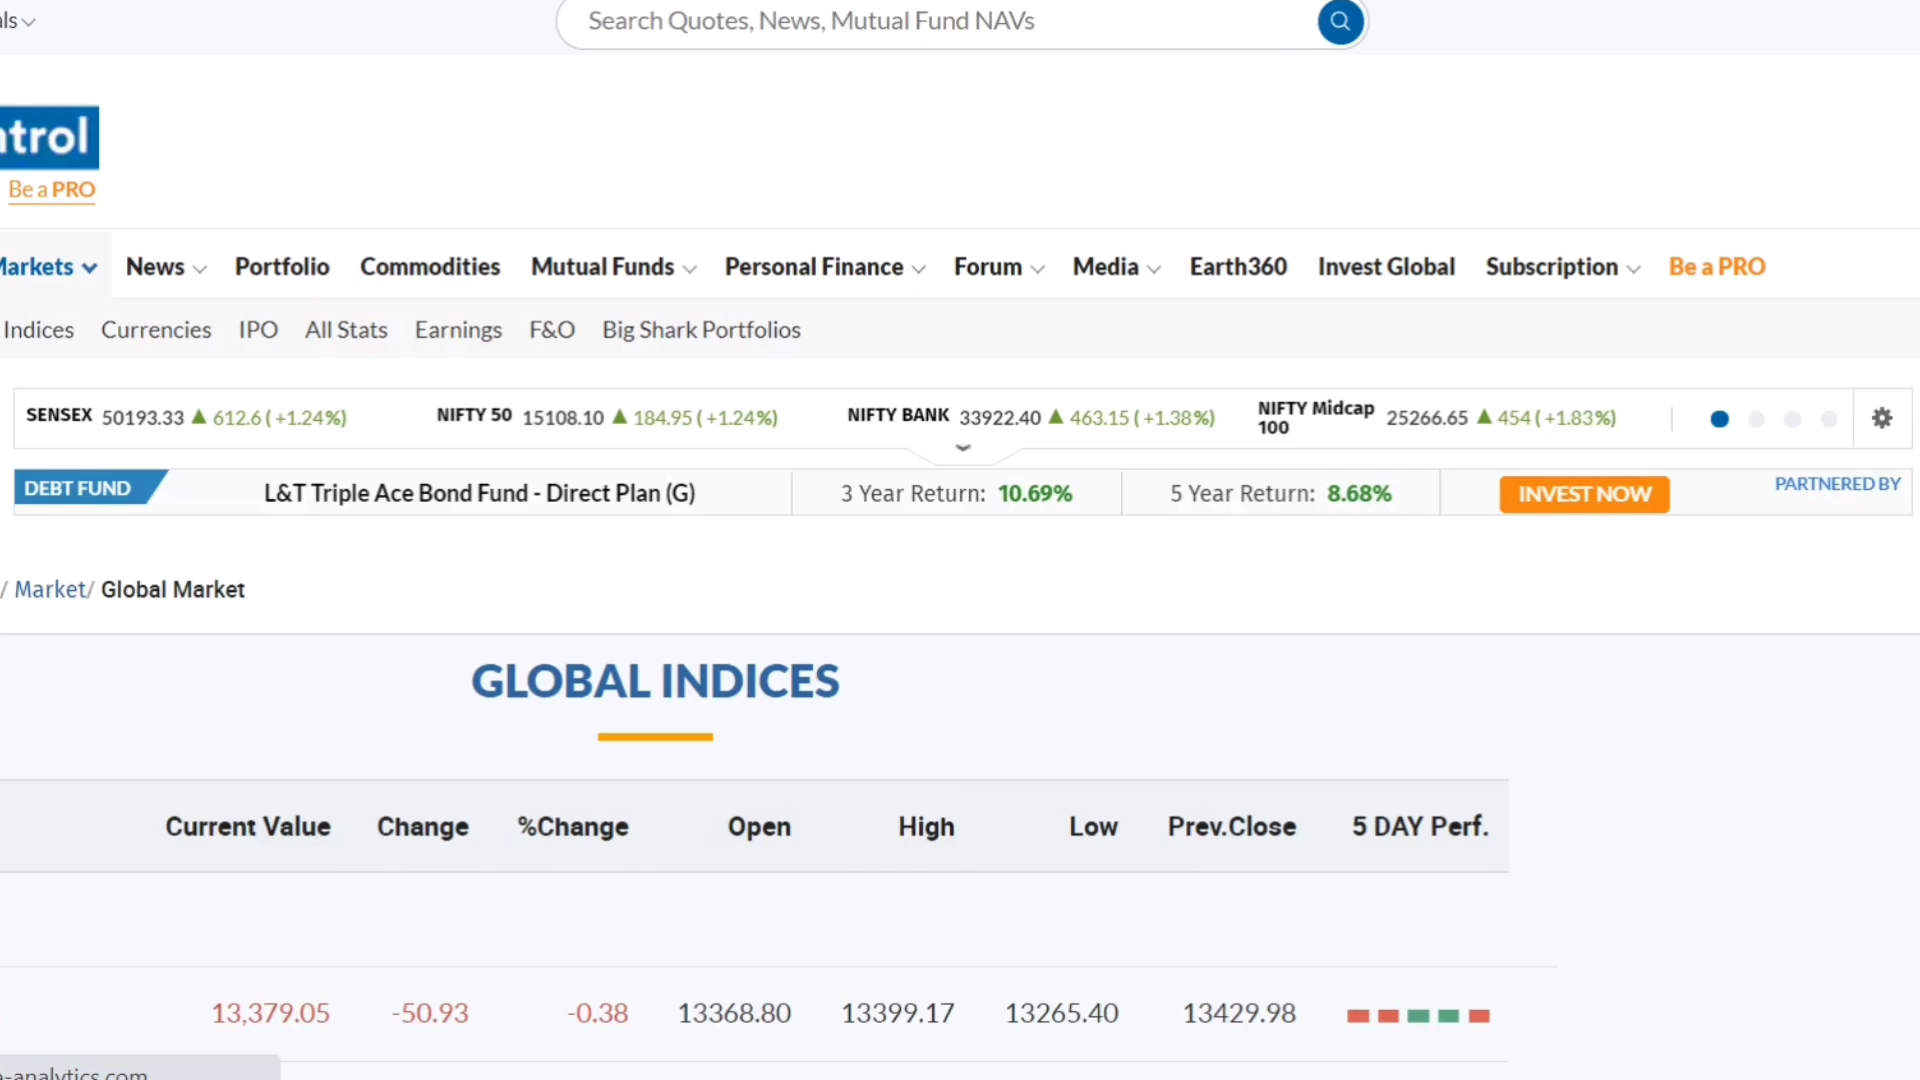 als
Search Quotes, News, Mutual Fund NAVs
ntrol
Be a PRO
Markets News Portfolio Commodities Mutual Funds Personal Finance Forum Media Earth360 Invest Global Subscription Be a PRO
Indices Currencies IPO All Stats Earnings F&O Big Shark Portfolios
SENSEX 50193.33 ▲ 612.6 ( +1.24%) NIFTY 50 15108.10 ▲ 184.95 ( +1.24%) NIFTY BANK 33922.40 ▲ 463.15 ( +1.38%) NIFTY Midcap 100 25266.65 ▲ 454 ( +1.83%)
DEBT FUND L&T Triple Ace Bond Fund - Direct Plan (G) 3 Year Return: 10.69% 5 Year Return: 8.68% INVEST NOW PARTNERED BY
/ Market/ Global Market
GLOBAL INDICES
Current Value Change %Change Open High Low Prev.Close 5 DAY Perf.
13,379.05 -50.93 -0.38 13368.80 13399.17 13265.40 13429.98
e-analytics.com